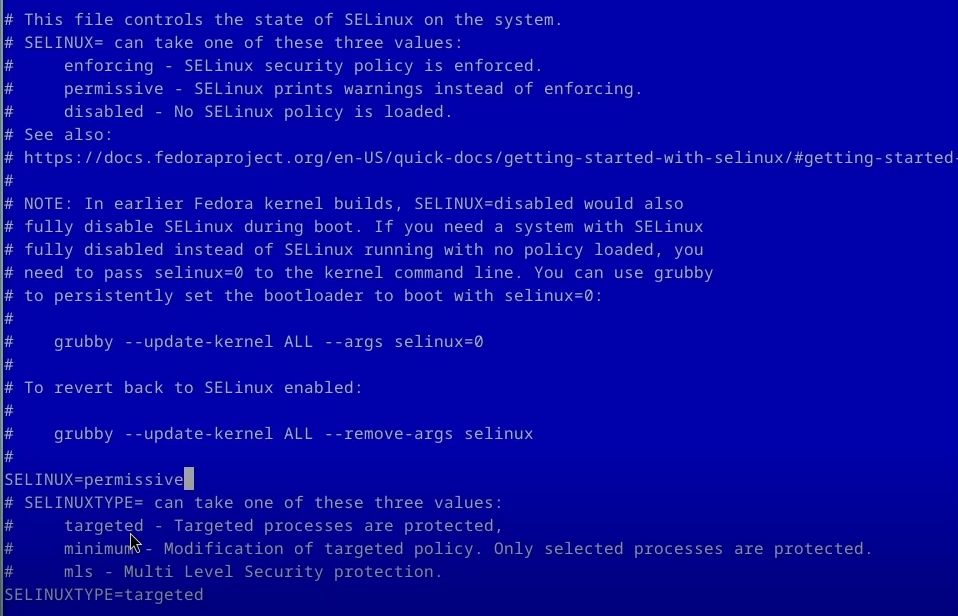 # This file controls the state of SELinux on the system.
# SELINUX= can take one of these three values:
#     enforcing - SELinux security policy is enforced.
#     permissive - SELinux prints warnings instead of enforcing.
#     disabled - No SELinux policy is loaded.
# See also:
# https://docs.fedoraproject.org/en-US/quick-docs/getting-started-with-selinux/#getting-started-
#
# NOTE: In earlier Fedora kernel builds, SELINUX=disabled would also
# fully disable SELinux during boot. If you need a system with SELinux
# fully disabled instead of SELinux running with no policy loaded, you
# need to pass selinux=0 to the kernel command line. You can use grubby
# to persistently set the bootloader to boot with selinux=0:
#
#    grubby --update-kernel ALL --args selinux=0
#
# To revert back to SELinux enabled:
#
#    grubby --update-kernel ALL --remove-args selinux
#
SELINUX=permissive
# SELINUXTYPE= can take one of these three values:
#     targeted - Targeted processes are protected,
#     minimum - Modification of targeted policy. Only selected processes are protected.
#     mls - Multi Level Security protection.
SELINUXTYPE=targeted